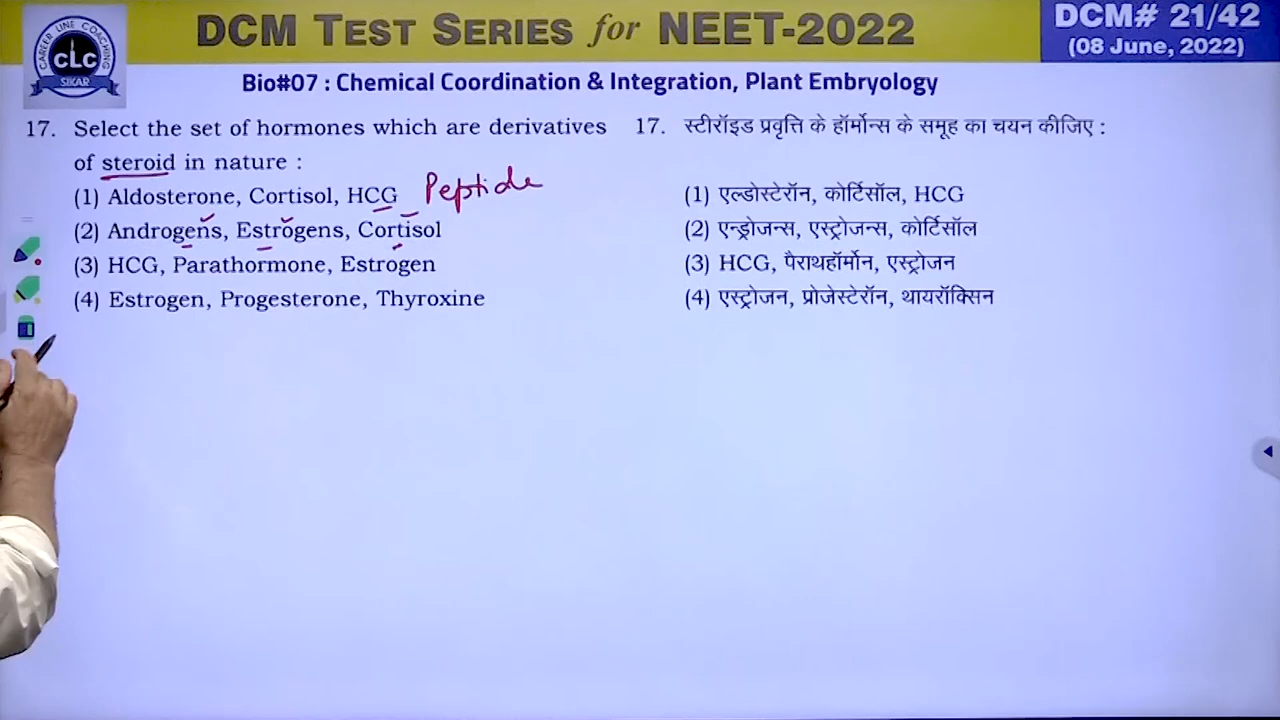 DCM TEST SERIES for NEET-2022
DCM# 21/42
(08 June, 2022)
CAREER LINE COACHING
CLC
SIKAR
Bio#07 : Chemical Coordination & Integration, Plant Embryology
17. Select the set of hormones which are derivatives
of steroid in nature :
(1) Aldosterone, Cortisol, HCG Peptide
(2) Androgens, Estrogens, Cortisol
(3) HCG, Parathormone, Estrogen
(4) Estrogen, Progesterone, Thyroxine
17. स्टीरॉइड प्रवृत्ति के हॉर्मोन्स के समूह का चयन कीजिए :
(1) एल्डोस्टेरॉन, कोर्टिसॉल, HCG
(2) एन्ड्रोजन्स, एस्ट्रोजन्स, कोर्टिसॉल
(3) HCG, पैराथहॉर्मोन, एस्ट्रोजन
(4) एस्ट्रोजन, प्रोजेस्टेरॉन, थायरॉक्सिन